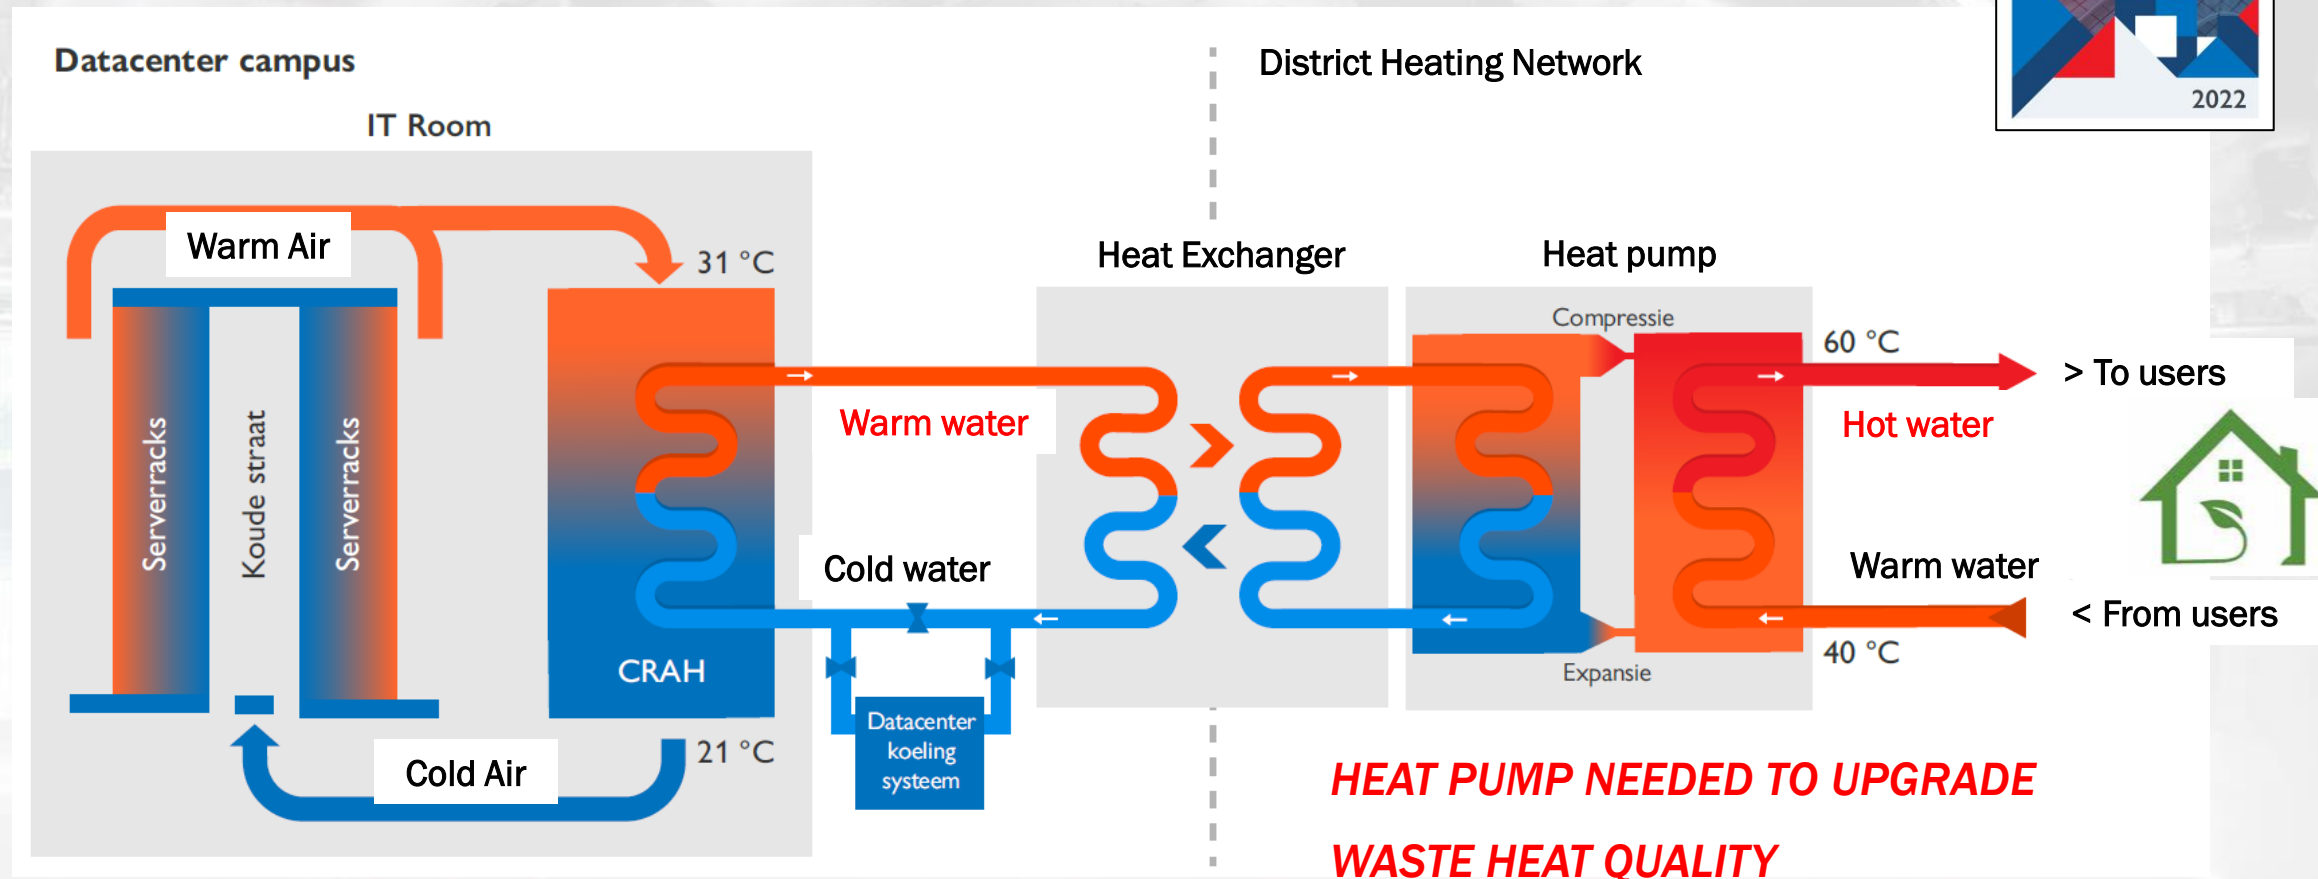 Datacenter campus
District Heating Network
2022
IT Room
Warm Air
31 °C
Heat Exchanger
Heat pump
Compressie
60 °C
> To users
Warm water
Hot water
Serverracks
Koude straat
Serverracks
Cold water
Warm water
< From users
CRAH
40 °C
Expansie
Datacenter
koeling
systeem
21 °C
Cold Air
HEAT PUMP NEEDED TO UPGRADE
WASTE HEAT QUALITY